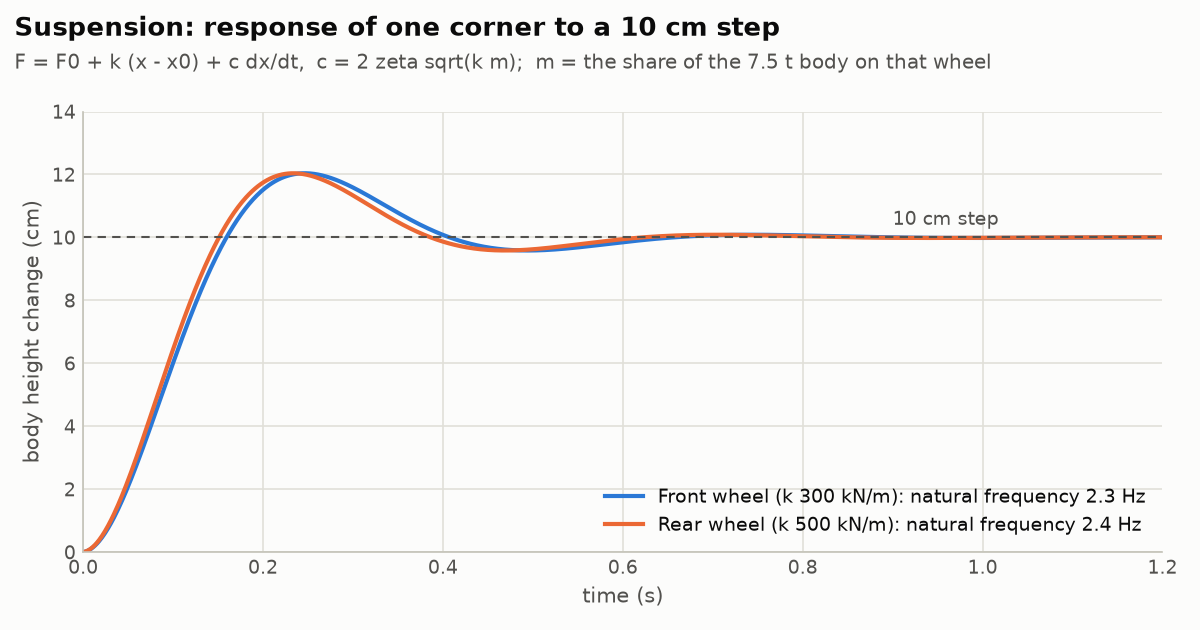 Suspension: response of one corner to a 10 cm step
F = F0 + k (x - x0) + c dx/dt,  c = 2 zeta sqrt(k m);  m = the share of the 7.5 t body on that wheel
body height change (cm)
14
12
10
8
6
4
2
0
10 cm step
Front wheel (k 300 kN/m): natural frequency 2.3 Hz
Rear wheel (k 500 kN/m): natural frequency 2.4 Hz
0.0 0.2 0.4 0.6 0.8 1.0 1.2
time (s)